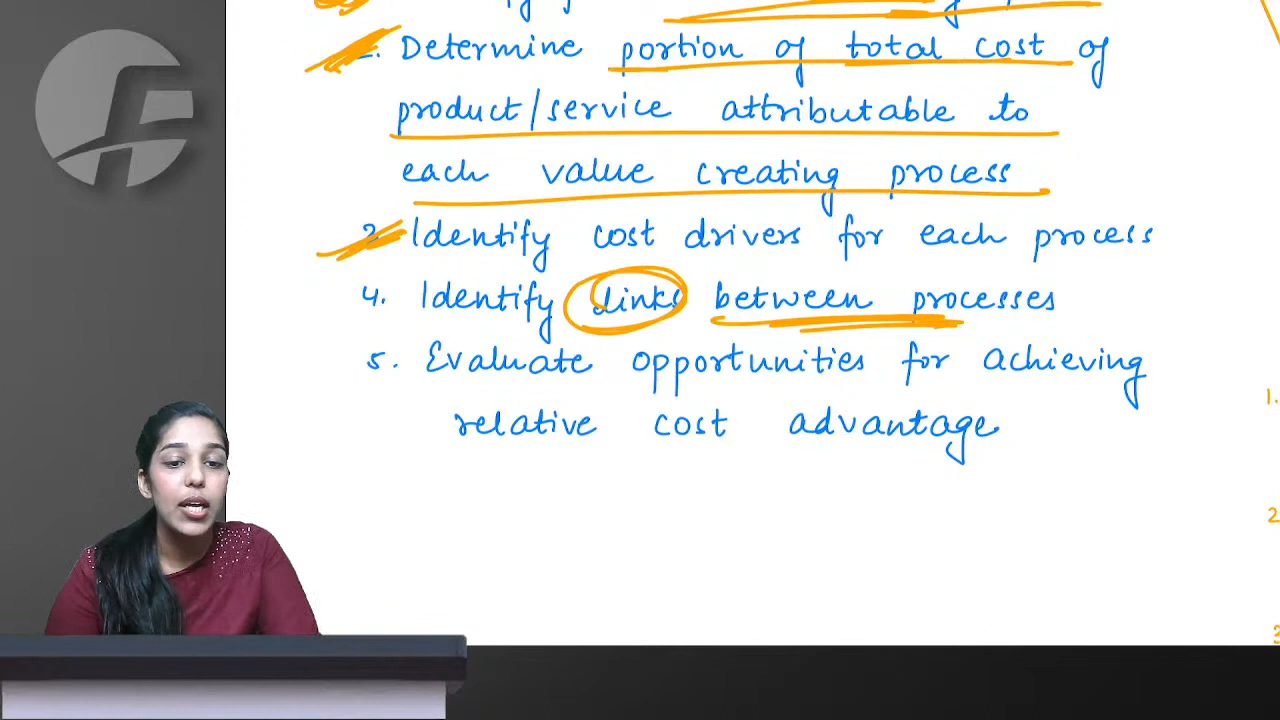 Determine portion of total cost of
product/service attributable to
each value creating process
3. Identify cost drivers for each process
4. Identify links between processes
5. Evaluate opportunities for achieving
relative cost advantage
1.
2